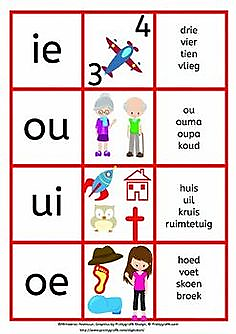 ie
3
4
drie
vier
tien
vlieg
ou
ou
ouma
oupa
koud
ui
huis
uil
kruis
ruimtetuig
oe
hoed
voet
skoen
broek